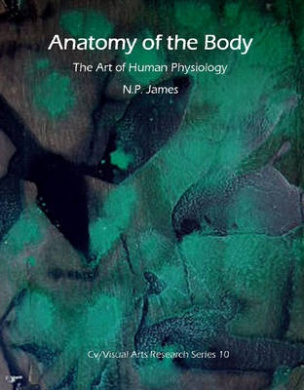 Anatomy of the Body
The Art of Human Physiology
N.P. James
Cv/Visual Arts Research Series 10